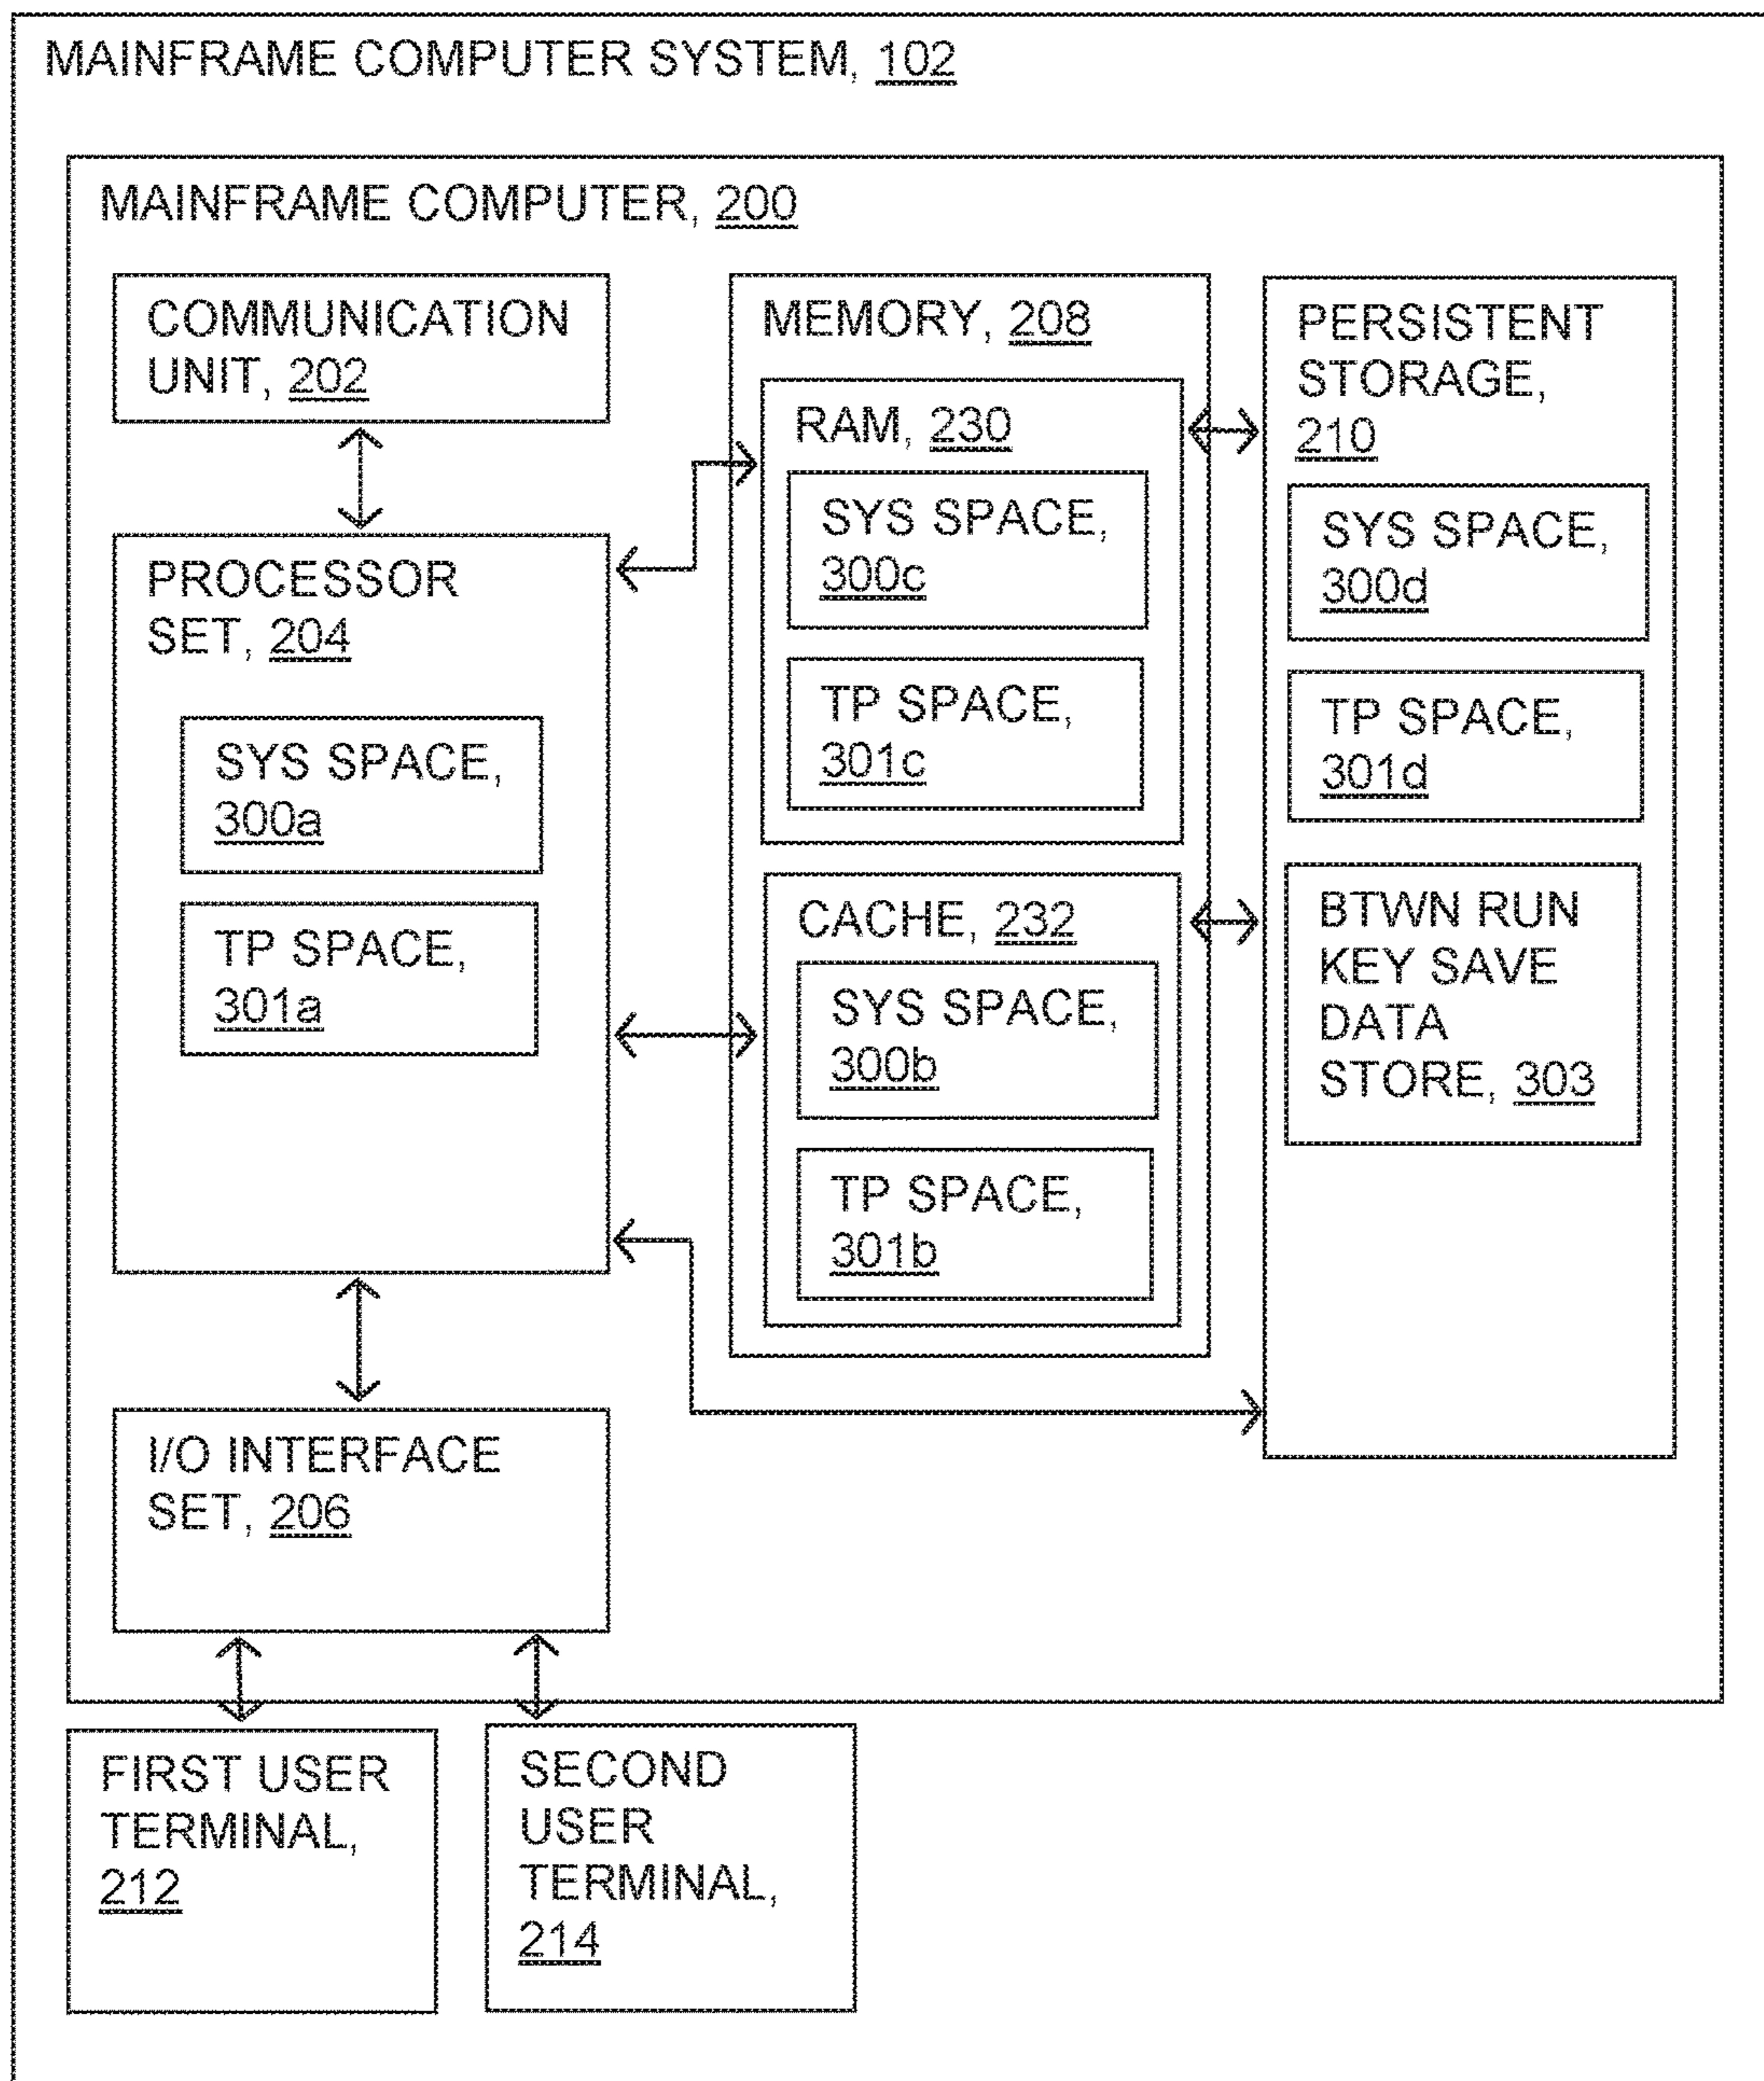 MAINFRAME COMPUTER SYSTEM, 102
MAINFRAME COMPUTER, 200
COMMUNICATION
UNIT, 202
PROCESSOR
SET, 204
SYS SPACE,
300a
TP SPACE,
301a
I/O INTERFACE
SET, 206
MEMORY, 208
RAM, 230
SYS SPACE,
300c
TP SPACE,
301c
CACHE, 232
SYS SPACE,
300b
TP SPACE,
301b
PERSISTENT
STORAGE,
210
SYS SPACE,
300d
TP SPACE,
301d
BTWN RUN
KEY SAVE
DATA
STORE, 303
FIRST USER
TERMINAL,
212
SECOND
USER
TERMINAL,
214